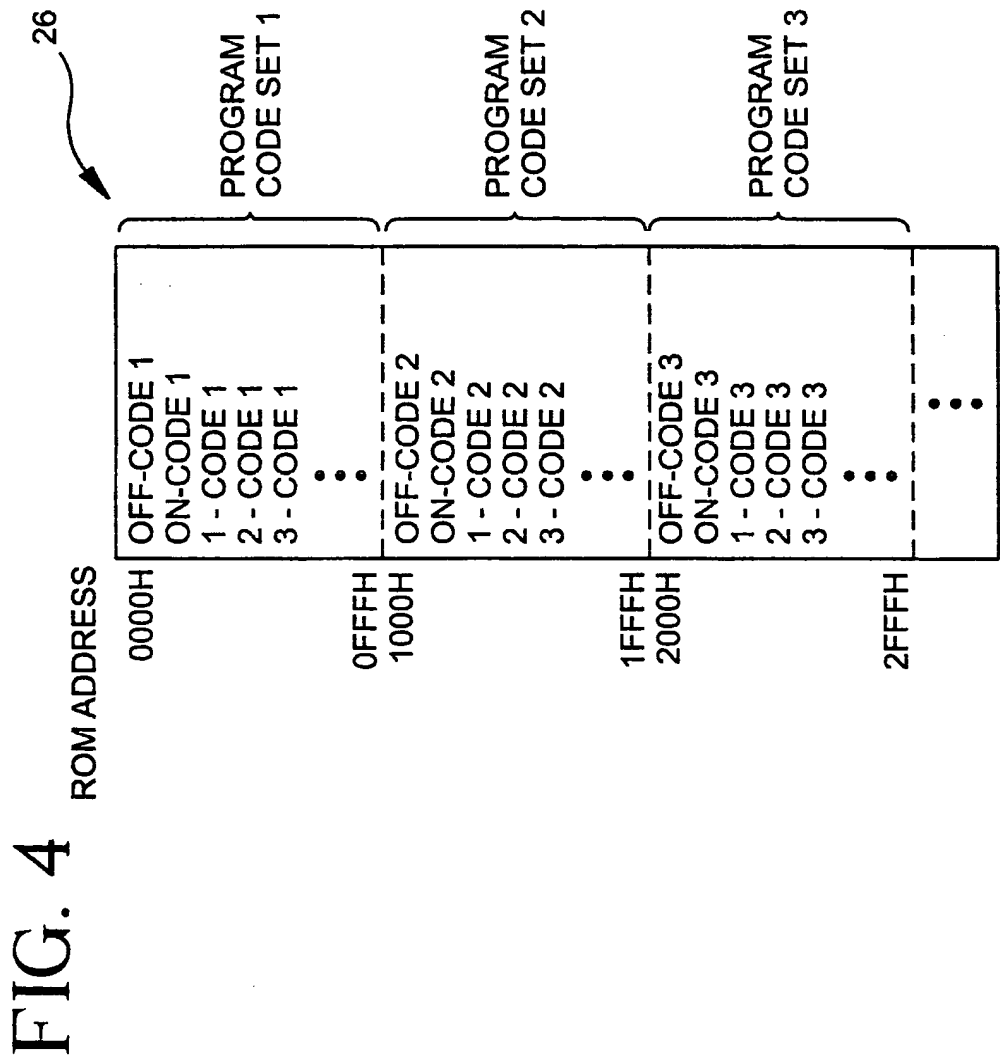 FIG. 4
ROM ADDRESS
26
0000H
OFF-CODE 1
ON-CODE 1
1 - CODE 1
2 - CODE 1
3 - CODE 1
0FFFH
PROGRAM
CODE SET 1
1000H
OFF-CODE 2
ON-CODE 2
1 - CODE 2
2 - CODE 2
3 - CODE 2
1FFFH
PROGRAM
CODE SET 2
2000H
OFF-CODE 3
ON-CODE 3
1 - CODE 3
2 - CODE 3
3 - CODE 3
2FFFH
PROGRAM
CODE SET 3